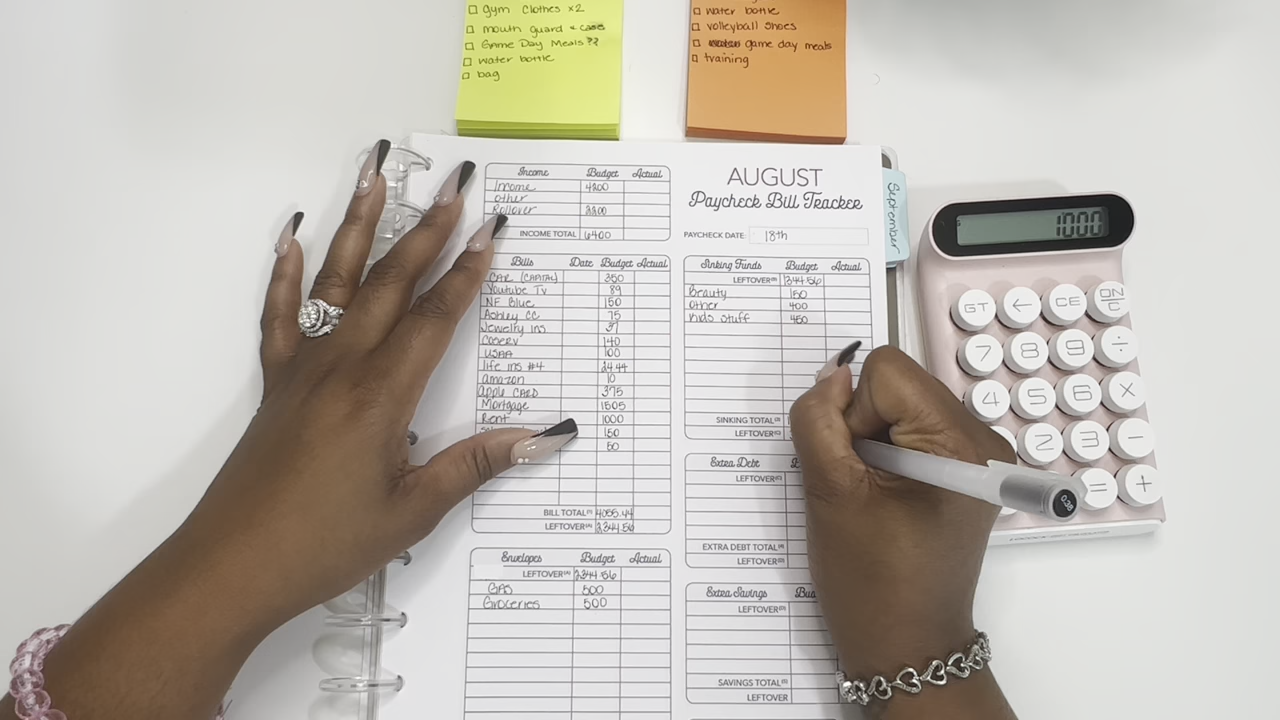 gym clothes x2
mouth guard & case
Game Day Meals ??
water bottle
bag
water bottle
volleyball shoes
game day meals
training
Income Budget Actual
Income 4200
other
Rollover 2200
INCOME TOTAL 6400
AUGUST
Paycheck Bill Tracker
PAYCHECK DATE: 18th
September
Bills Date Budget Actual
CAR (CAPITAL) 350
Youtube TV 89
NF Blue 150
Ashley CC 75
Jewelry ins 37
Coserv 140
USAA 100
life ins #4 24.44
amazon 10
Apple CARD 375
Mortgage 1505
Rent 1000
150
50
BILL TOTAL 4055.44
LEFTOVER(A) 2344.56
Sinking Funds Budget Actual
LEFTOVER(B) 1344.56
Beauty 150
other 400
Kids stuff 450
SINKING TOTAL
LEFTOVER(C)
Extra Debt
LEFTOVER(C)
EXTRA DEBT TOTAL
LEFTOVER(D)
Envelopes Budget Actual
LEFTOVER(A) 2344.56
GAS 500
Groceries 500
Extra Savings
LEFTOVER(D)
SAVINGS TOTAL
LEFTOVER
1000
GT ← CE ON/C
7 8 9 ÷
4 5 6 ×
2 3 −
= +
0.38